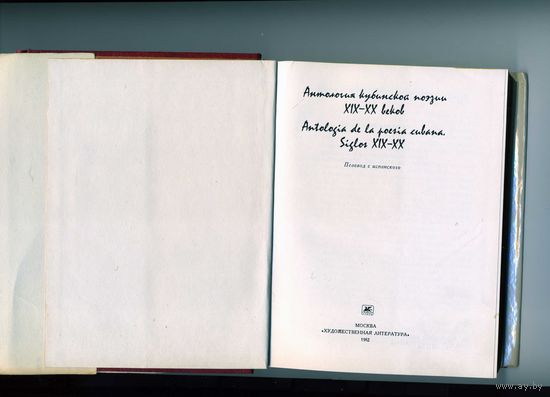 Антология кубинской поэзии
XIX–XX веков
Antología de la poesía cubana.
Siglos XIX–XX
Перевод с испанского
МОСКВА
«ХУДОЖЕСТВЕННАЯ ЛИТЕРАТУРА»
1982
www.ay.by